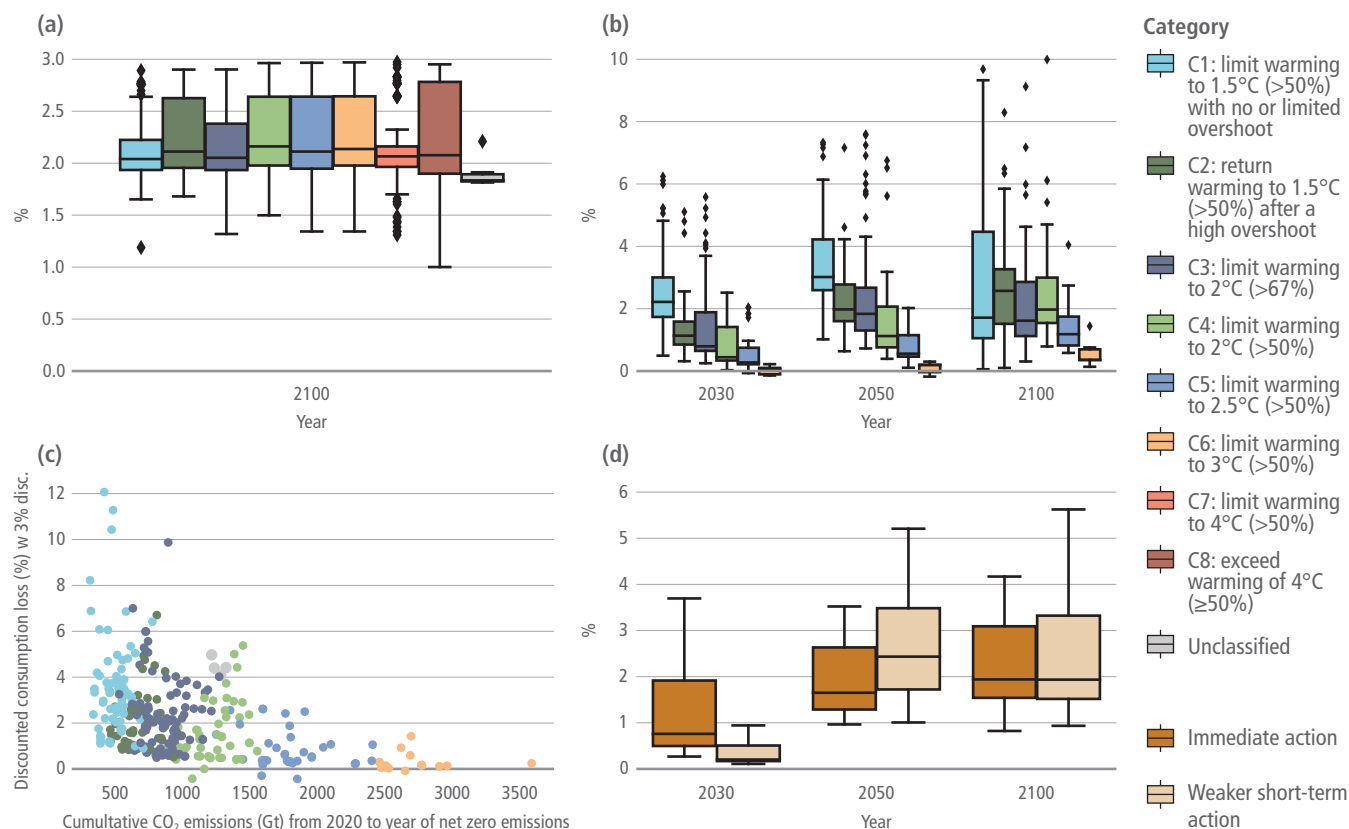 (a)
3.0
2.5
2.0
1.5
1.0
0.5
0.0
%
2100
Year
(b)
10
8
6
4
2
0
%
2030 2050 2100
Year
(c)
12
10
8
6
4
2
0
Discounted consumption loss (%) w 3% disc.
500 1000 1500 2000 2500 3000 3500
Cumultative CO₂ emissions (Gt) from 2020 to year of net zero emissions
(d)
6
5
4
3
2
1
0
%
2030 2050 2100
Year
Category
C1: limit warming
to 1.5°C (>50%)
with no or limited
overshoot
C2: return
warming to 1.5°C
(>50%) after a
high overshoot
C3: limit warming
to 2°C (>67%)
C4: limit warming
to 2°C (>50%)
C5: limit warming
to 2.5°C (>50%)
C6: limit warming
to 3°C (>50%)
C7: limit warming
to 4°C (>50%)
C8: exceed
warming of 4°C
(≥50%)
Unclassified
Immediate action
Weaker short-term
action